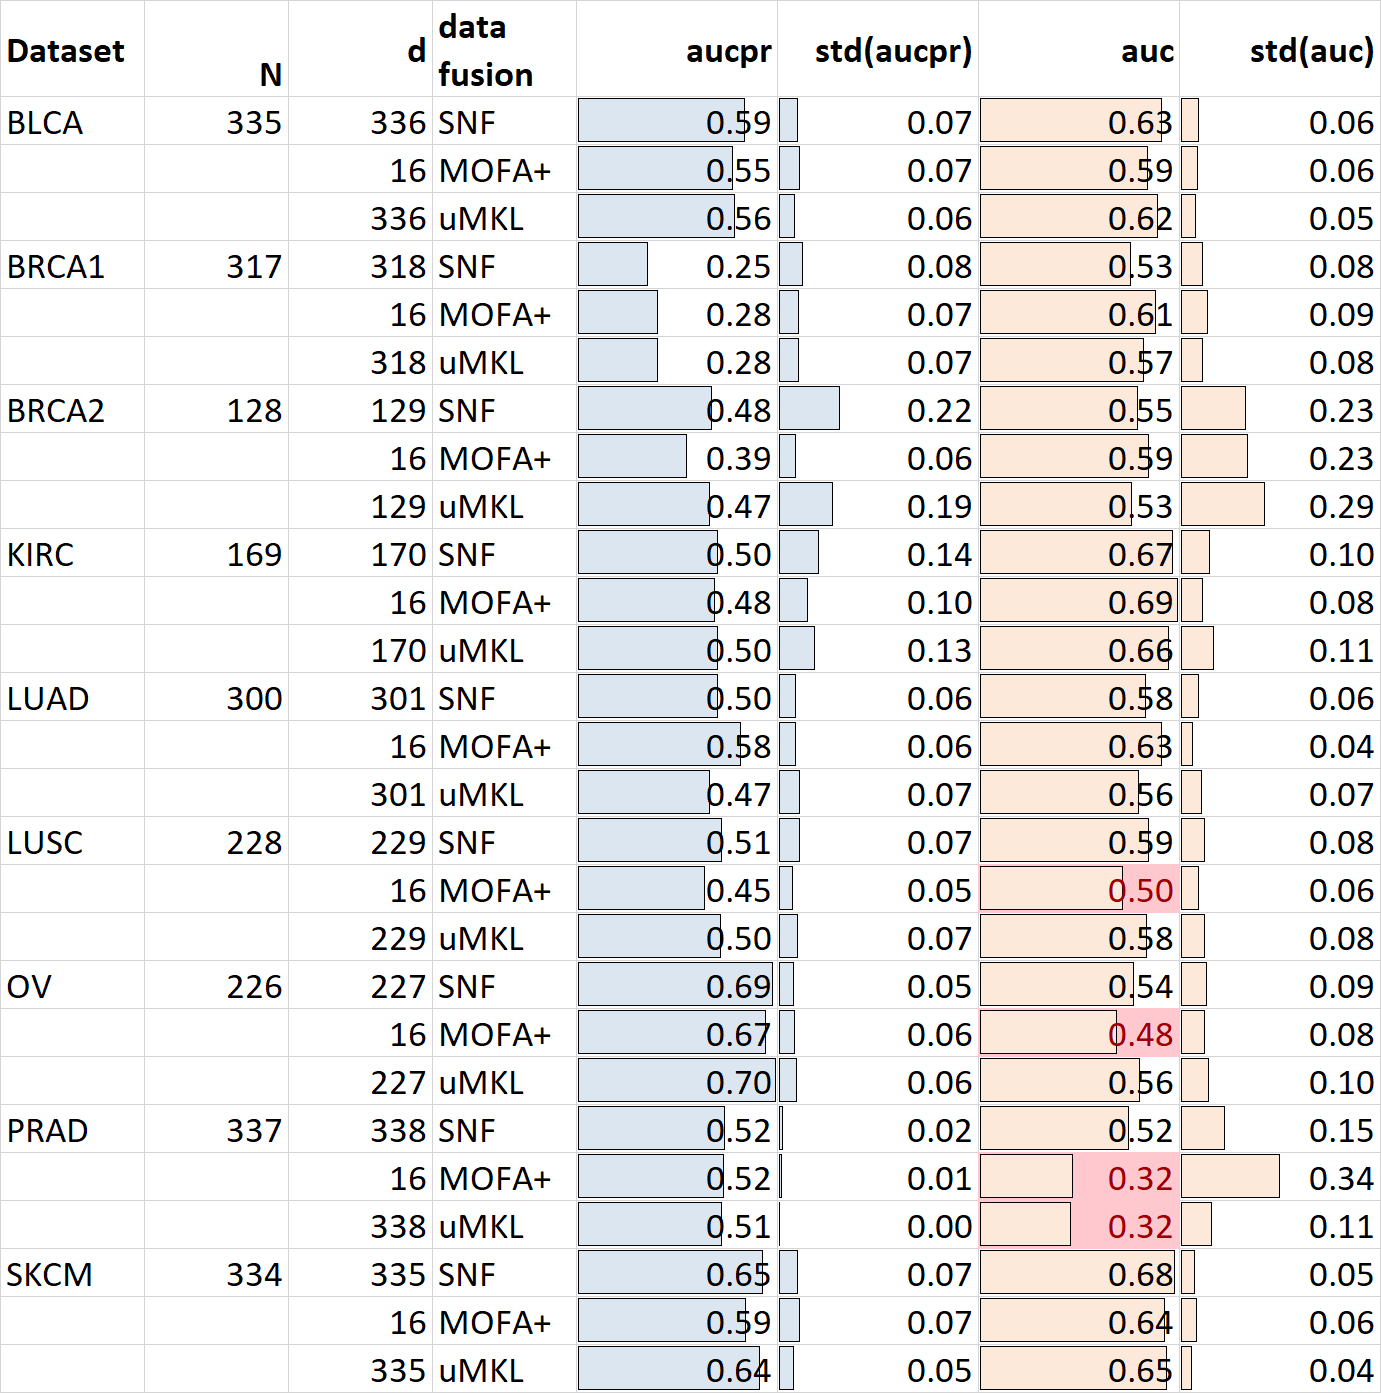 Dataset N d data fusion aucpr std(aucpr) auc std(auc)
BLCA 335 336 SNF 0.59 0.07 0.63 0.06
16 MOFA+ 0.55 0.07 0.59 0.06
336 uMKL 0.56 0.06 0.62 0.05
BRCA1 317 318 SNF 0.25 0.08 0.53 0.08
16 MOFA+ 0.28 0.07 0.61 0.09
318 uMKL 0.28 0.07 0.57 0.08
BRCA2 128 129 SNF 0.48 0.22 0.55 0.23
16 MOFA+ 0.39 0.06 0.59 0.23
129 uMKL 0.47 0.19 0.53 0.29
KIRC 169 170 SNF 0.50 0.14 0.67 0.10
16 MOFA+ 0.48 0.10 0.69 0.08
170 uMKL 0.50 0.13 0.66 0.11
LUAD 300 301 SNF 0.50 0.06 0.58 0.06
16 MOFA+ 0.58 0.06 0.63 0.04
301 uMKL 0.47 0.07 0.56 0.07
LUSC 228 229 SNF 0.51 0.07 0.59 0.08
16 MOFA+ 0.45 0.05 0.50 0.06
229 uMKL 0.50 0.07 0.58 0.08
OV 226 227 SNF 0.69 0.05 0.54 0.09
16 MOFA+ 0.67 0.06 0.48 0.08
227 uMKL 0.70 0.06 0.56 0.10
PRAD 337 338 SNF 0.52 0.02 0.52 0.15
16 MOFA+ 0.52 0.01 0.32 0.34
338 uMKL 0.51 0.00 0.32 0.11
SKCM 334 335 SNF 0.65 0.07 0.68 0.05
16 MOFA+ 0.59 0.07 0.64 0.06
335 uMKL 0.64 0.05 0.65 0.04